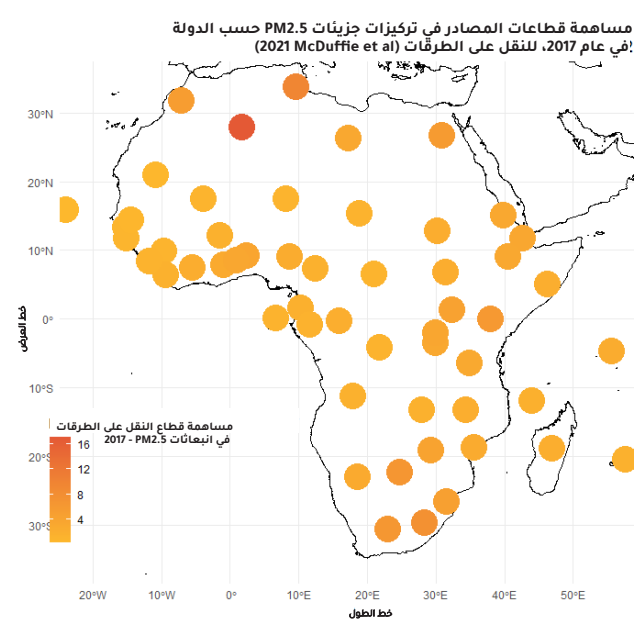 مساهمة قطاعات المصادر في تركيزات جزيئات PM2.5 حسب الدولة
في عام 2017، للنقل على الطرقات (McDuffie et al 2021)
30°N
20°N
10°N
0°
10°S
20°S
30°S
خط العرض
مساهمة قطاع النقل على الطرقات
في انبعاثات PM2.5 - 2017
16
12
8
4
20°W
10°W
0°
10°E
20°E
30°E
40°E
50°E
خط الطول